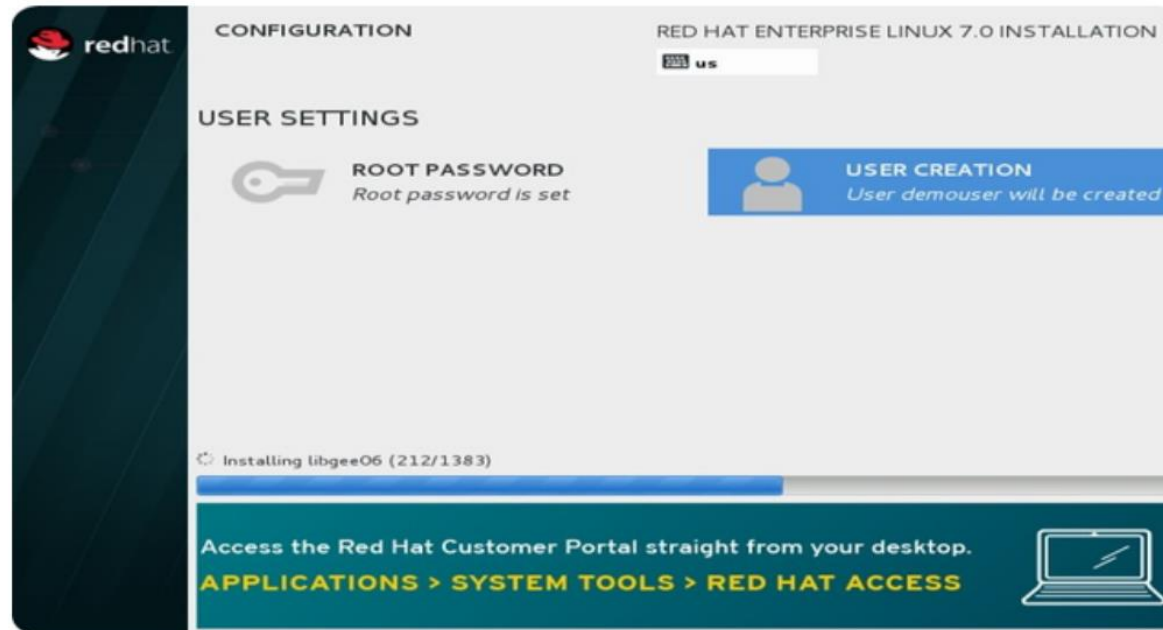 redhat.
CONFIGURATION
RED HAT ENTERPRISE LINUX 7.0 INSTALLATION
us
USER SETTINGS
ROOT PASSWORD
Root password is set
USER CREATION
User demouser will be created
Installing libgee06 (212/1383)
Access the Red Hat Customer Portal straight from your desktop.
APPLICATIONS > SYSTEM TOOLS > RED HAT ACCESS